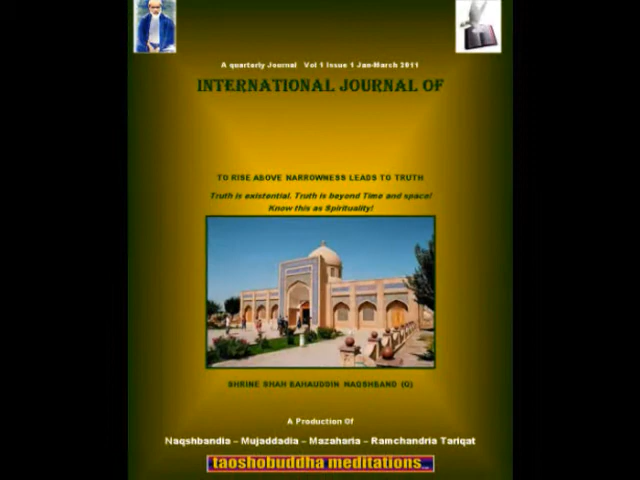 A quarterly Journal Vol 1 Issue 1 Jan-March 2011
INTERNATIONAL JOURNAL OF
TO RISE ABOVE NARROWNESS LEADS TO TRUTH
Truth is existential. Truth is beyond Time and space!
Know this as Spirituality!
SHRINE SHAH BAHAUDDIN NAQSHBAND (Q)
A Production Of
Naqshbandia – Mujaddadia – Mazaharia – Ramchandria Tariqat
taoshobuddha meditations...